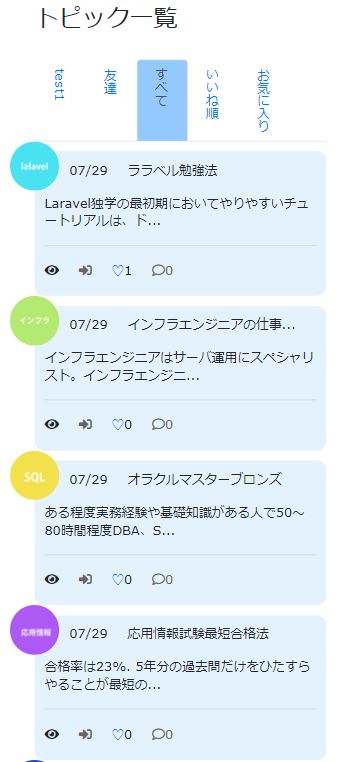 トピック一覧
test1
友達
すべて
いいね順
お気に入り
lalavel
07/29 ララベル勉強法
Laravel独学の最初期においてやりやすいチュ
ートリアルは、ド...
♡1 0
インフラ
07/29 インフラエンジニアの仕事...
インフラエンジニアはサーバ運用にスペシャリ
スト。インフラエンジニ...
♡0 0
SQL
07/29 オラクルマスターブロンズ
ある程度実務経験や基礎知識がある人で50〜
80時間程度DBA、S...
♡0 0
応用情報
07/29 応用情報試験最短合格法
合格率は23%. 5年分の過去問だけをひたすら
やることが最短の...
♡0 0